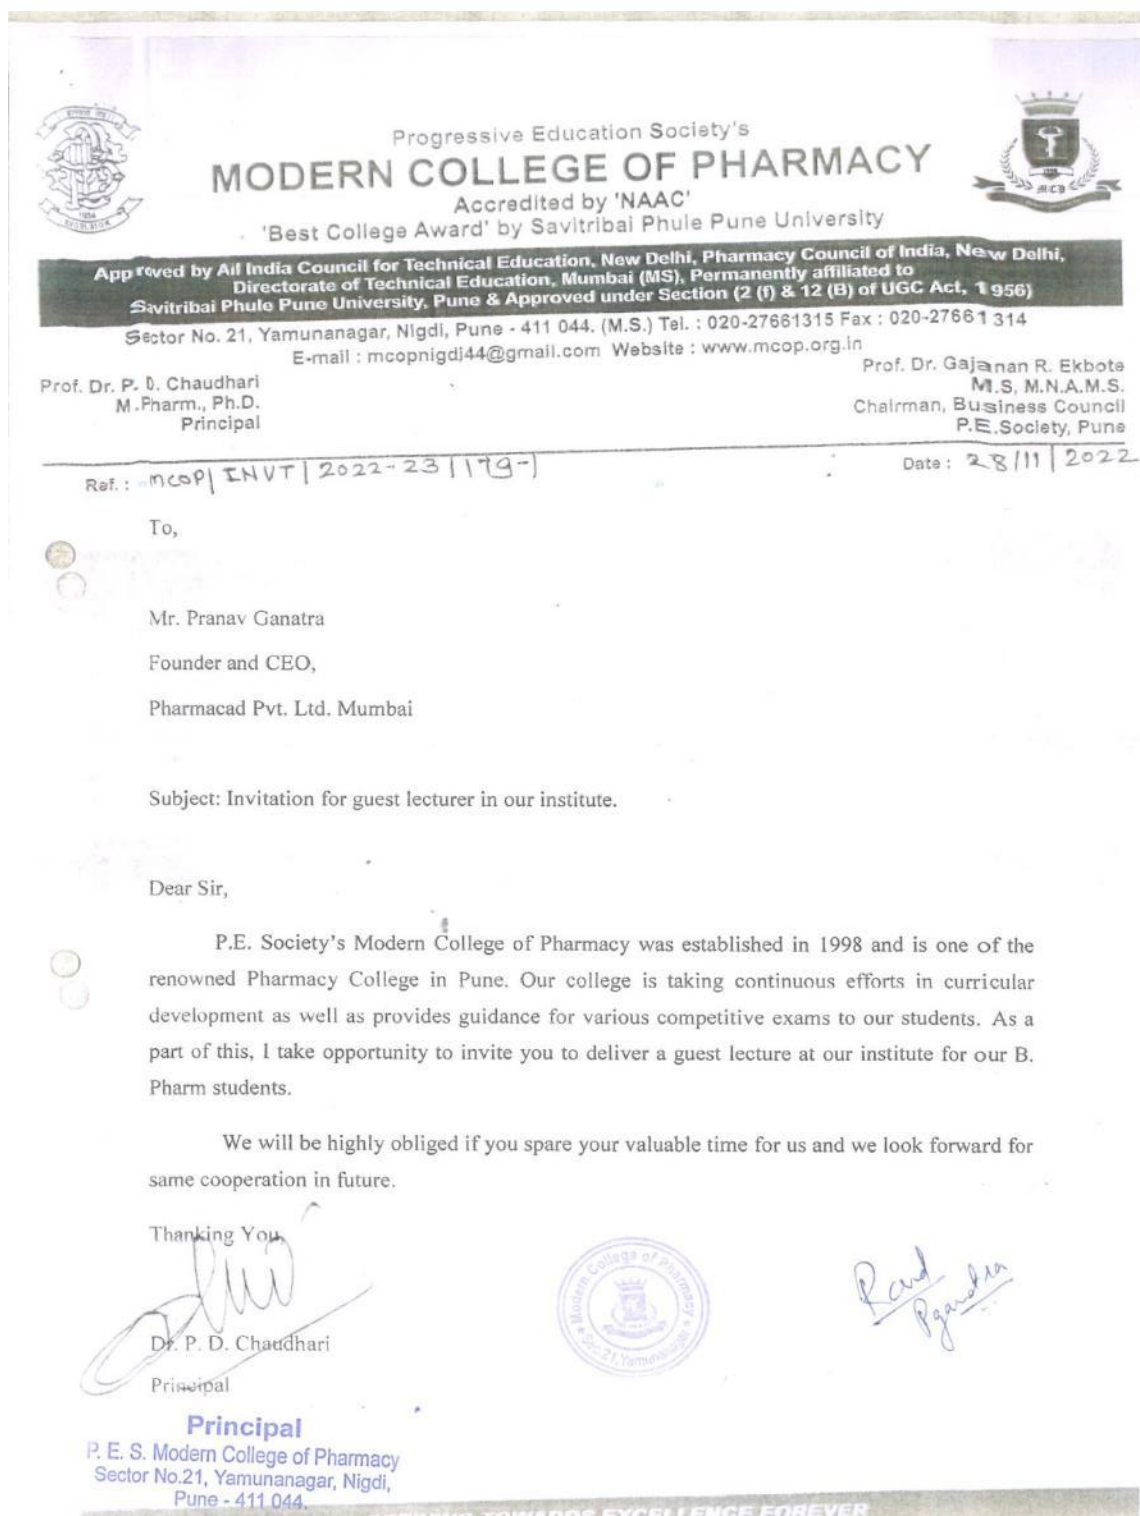 Progressive Education Society's
MODERN COLLEGE OF PHARMACY
Accredited by 'NAAC'
'Best College Award' by Savitribai Phule Pune University
Approved by All India Council for Technical Education, New Delhi, Pharmacy Council of India, New Delhi,
Directorate of Technical Education, Mumbai (MS), Permanently affiliated to
Savitribai Phule Pune University, Pune & Approved under Section (2 (f) & 12 (B) of UGC Act, 1956)
Sector No. 21, Yamunanagar, Nigdi, Pune - 411 044. (M.S.) Tel. : 020-27661315 Fax : 020-27661314
E-mail : mcopnigdi44@gmail.com Website : www.mcop.org.in
Prof. Dr. P. D. Chaudhari
M.Pharm., Ph.D.
Principal
Prof. Dr. Gajanan R. Ekbote
M.S, M.N.A.M.S.
Chairman, Business Council
P.E.Society, Pune
Ref. : mcop/INVT/2022-23/179-1
Date : 28/11/2022
To,
Mr. Pranav Ganatra
Founder and CEO,
Pharmacad Pvt. Ltd. Mumbai
Subject: Invitation for guest lecturer in our institute.
Dear Sir,
P.E. Society's Modern College of Pharmacy was established in 1998 and is one of the
renowned Pharmacy College in Pune. Our college is taking continuous efforts in curricular
development as well as provides guidance for various competitive exams to our students. As a
part of this, I take opportunity to invite you to deliver a guest lecture at our institute for our B.
Pharm students.
We will be highly obliged if you spare your valuable time for us and we look forward for
same cooperation in future.
Thanking You,
Modern College of Pharmacy
Sec. 21, Yamunanagar
Dr. P. D. Chaudhari
Principal
Principal
P. E. S. Modern College of Pharmacy
Sector No.21, Yamunanagar, Nigdi,
Pune - 411 044.
TOWARDS EXCELLENCE FOREVER